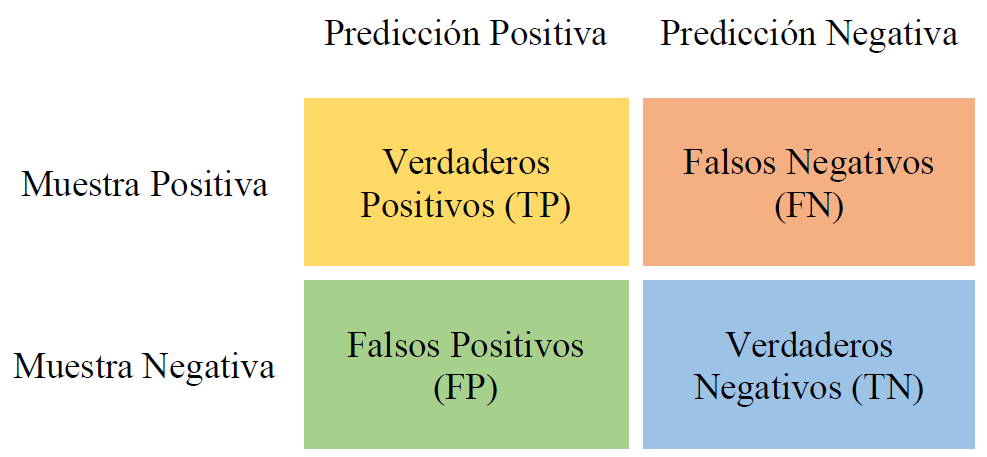 Predicción Positiva
Predicción Negativa
Muestra Positiva
Verdaderos
Positivos (TP)
Falsos Negativos
(FN)
Muestra Negativa
Falsos Positivos
(FP)
Verdaderos
Negativos (TN)